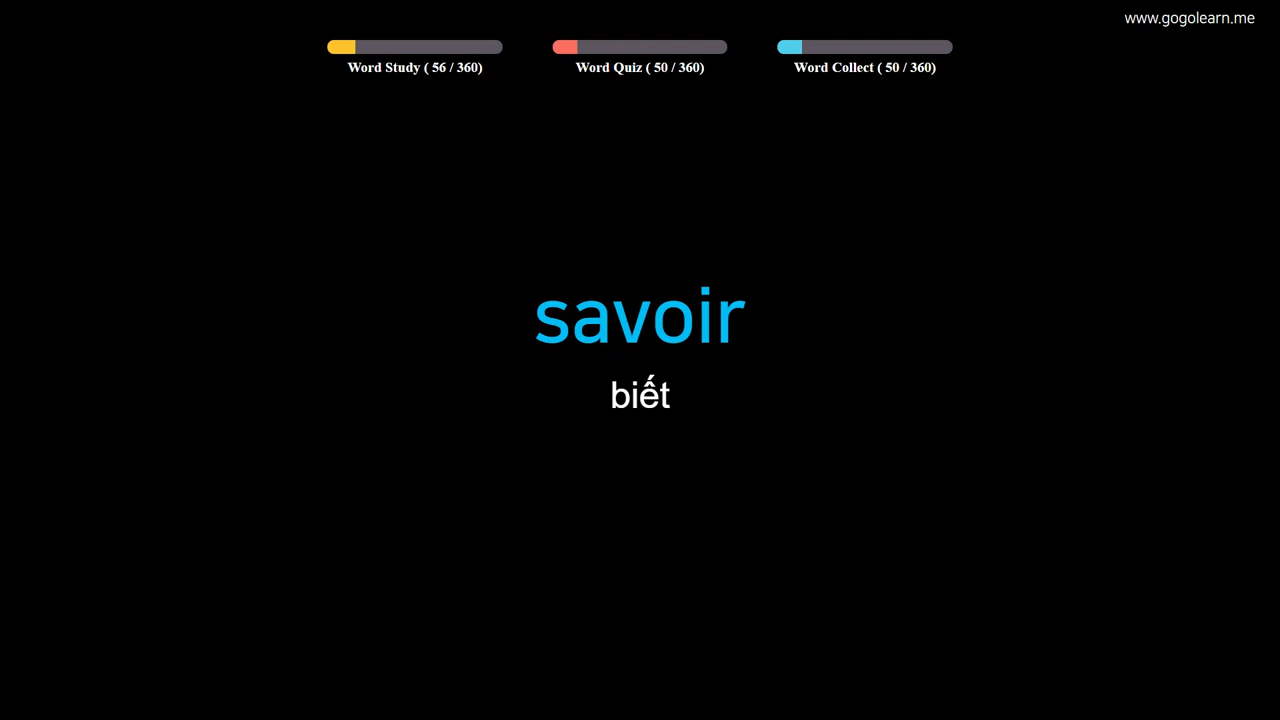 www.gogolearn.me
Word Study ( 56 / 360)
Word Quiz ( 50 / 360)
Word Collect ( 50 / 360)
savoir
biết